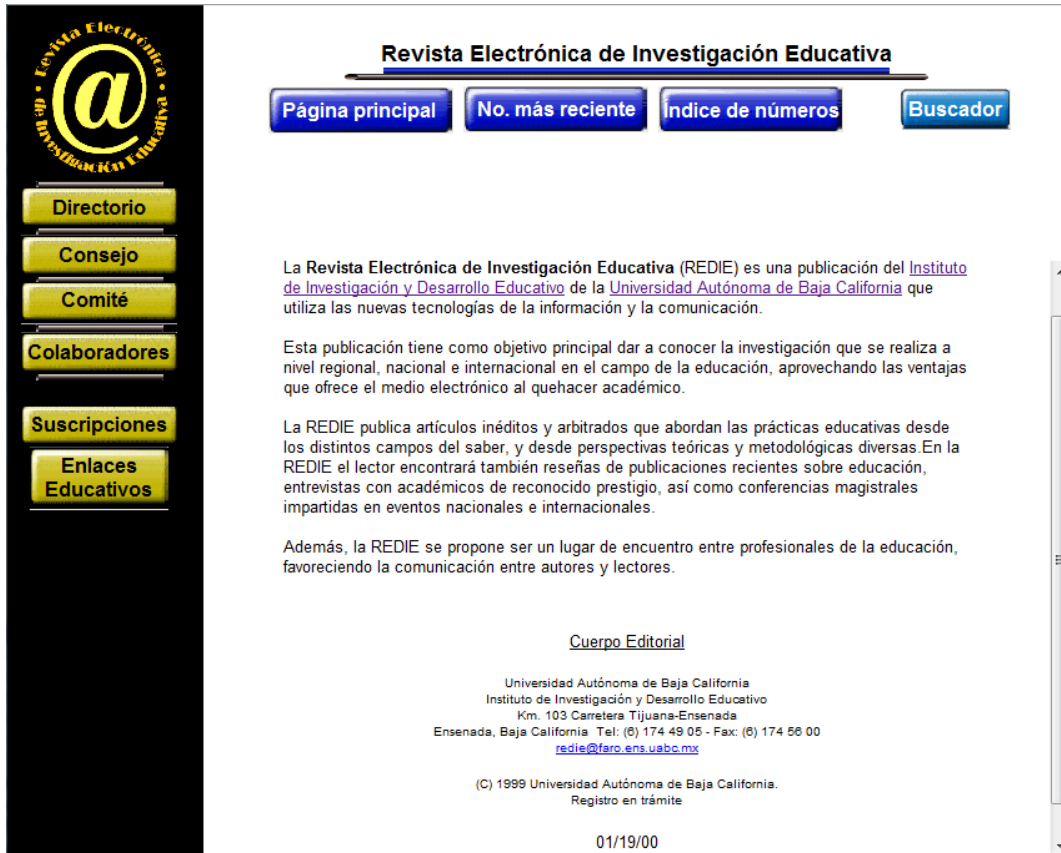 Revista Electrónica de Investigación Educativa
@
Directorio
Consejo
Comité
Colaboradores
Suscripciones
Enlaces
Educativos
Revista Electrónica de Investigación Educativa
Página principal
No. más reciente
Índice de números
Buscador
La Revista Electrónica de Investigación Educativa (REDIE) es una publicación del Instituto
de Investigación y Desarrollo Educativo de la Universidad Autónoma de Baja California que
utiliza las nuevas tecnologías de la información y la comunicación.
Esta publicación tiene como objetivo principal dar a conocer la investigación que se realiza a
nivel regional, nacional e internacional en el campo de la educación, aprovechando las ventajas
que ofrece el medio electrónico al quehacer académico.
La REDIE publica artículos inéditos y arbitrados que abordan las prácticas educativas desde
los distintos campos del saber, y desde perspectivas teóricas y metodológicas diversas.En la
REDIE el lector encontrará también reseñas de publicaciones recientes sobre educación,
entrevistas con académicos de reconocido prestigio, así como conferencias magistrales
impartidas en eventos nacionales e internacionales.
Además, la REDIE se propone ser un lugar de encuentro entre profesionales de la educación,
favoreciendo la comunicación entre autores y lectores.
Cuerpo Editorial
Universidad Autónoma de Baja California
Instituto de Investigación y Desarrollo Educativo
Km. 103 Carretera Tijuana-Ensenada
Ensenada, Baja California Tel: (6) 174 49 05 - Fax: (6) 174 56 00
redie@faro.ens.uabc.mx
(C) 1999 Universidad Autónoma de Baja California.
Registro en trámite
01/19/00